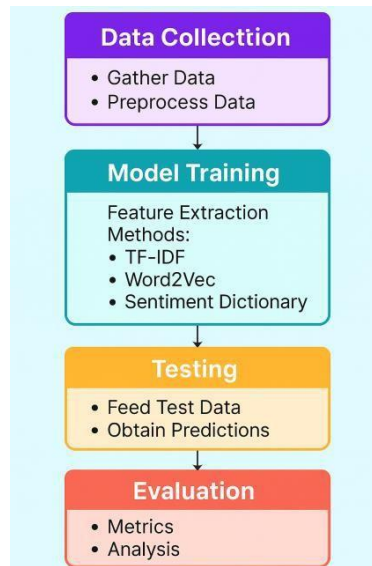 Data Collecttion
• Gather Data
• Preprocess Data
Model Training
Feature Extraction
Methods:
• TF-IDF
• Word2Vec
• Sentiment Dictionary
Testing
• Feed Test Data
• Obtain Predictions
Evaluation
• Metrics
• Analysis